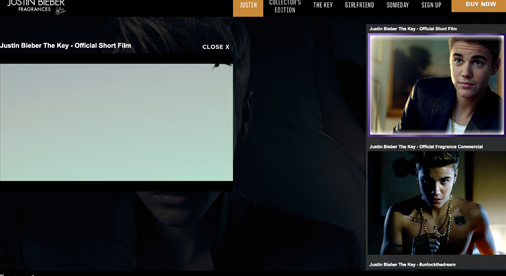 JUSTIN BIEBER
FRAGRANCES
JUSTIN
COLLECTOR'S
EDITION
THE KEY
GIRLFRIEND
SOMEDAY
SIGN UP
BUY NOW
Justin Bieber The Key - Official Short Film
CLOSE X
Justin Bieber The Key - Official Short Film
Justin Bieber The Key - Official Fragrance Commercial
Justin Bieber The Key - #unlockthedream